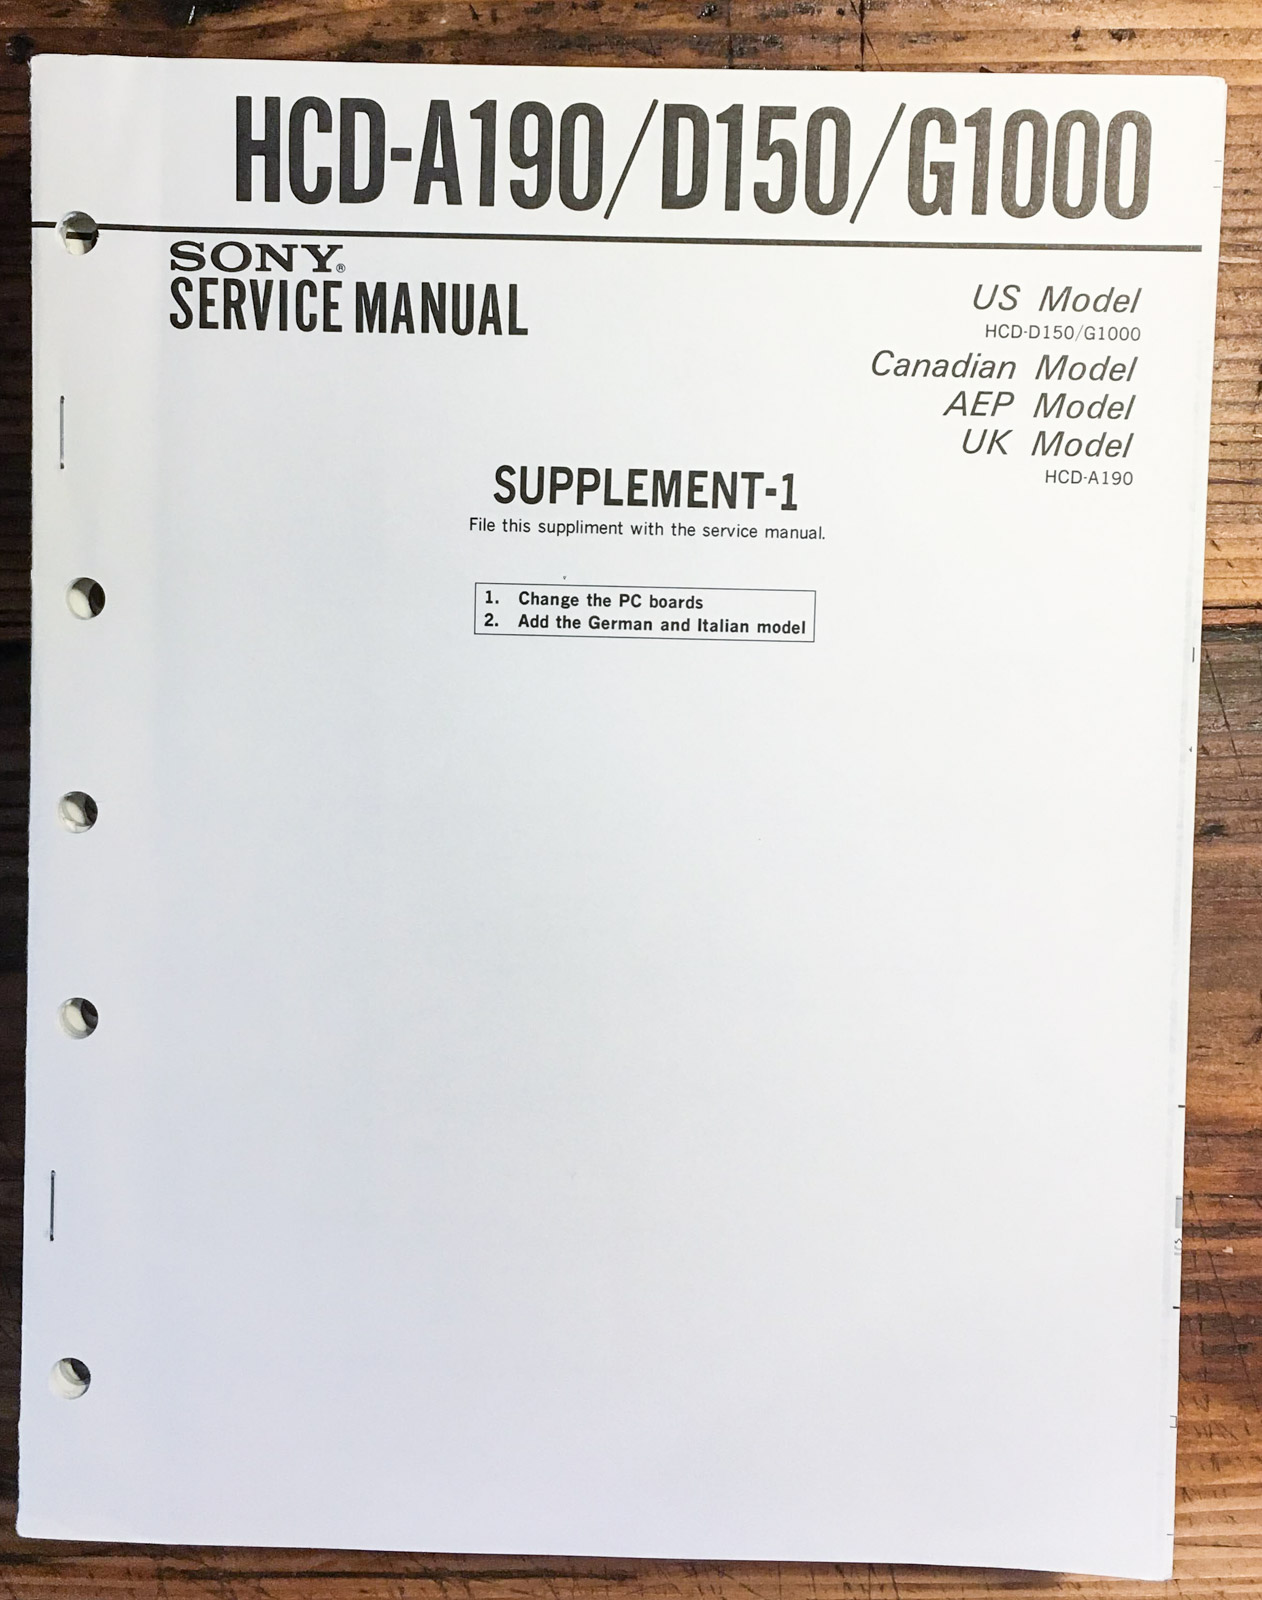 HCD-A190/D150/G1000
SONY®
SERVICE MANUAL
US Model
HCD-D150/G1000
Canadian Model
AEP Model
UK Model
HCD-A190
SUPPLEMENT-1
File this suppliment with the service manual.
1. Change the PC boards
2. Add the German and Italian model